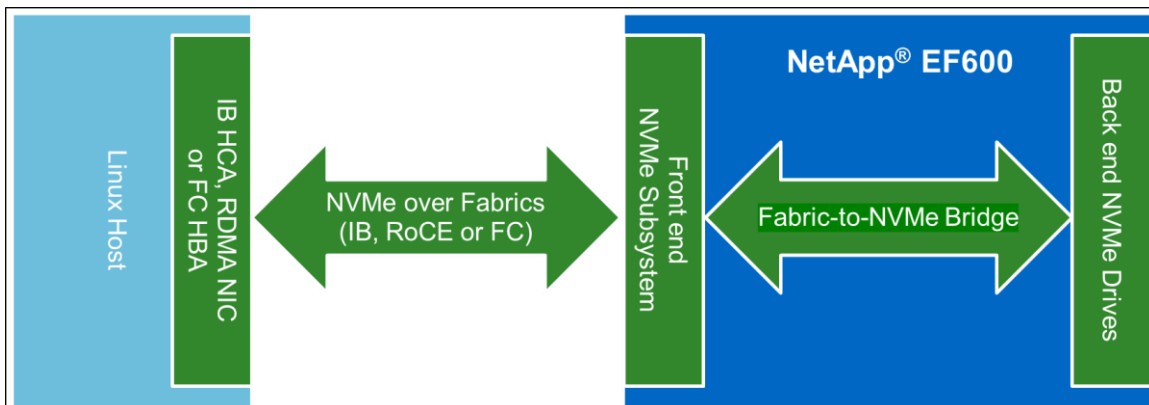 Linux Host
IB HCA, RDMA NIC
or FC HBA
NVMe over Fabrics
(IB, RoCE or FC)
Front end
NVMe Subsystem
NetApp® EF600
Fabric-to-NVMe Bridge
Back end NVMe Drives